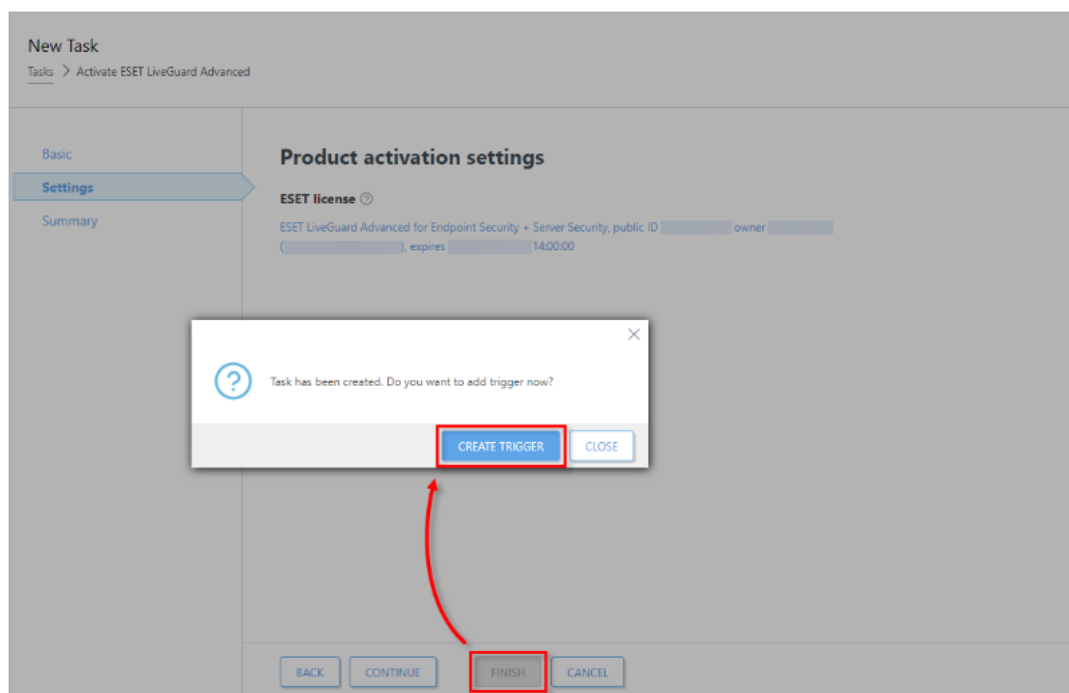 New Task
Tasks > Activate ESET LiveGuard Advanced
Basic
Settings
Summary
Product activation settings
ESET license ?
ESET LiveGuard Advanced for Endpoint Security + Server Security, public ID owner
( ), expires 14:00:00
Task has been created. Do you want to add trigger now?
CREATE TRIGGER CLOSE
BACK CONTINUE FINISH CANCEL